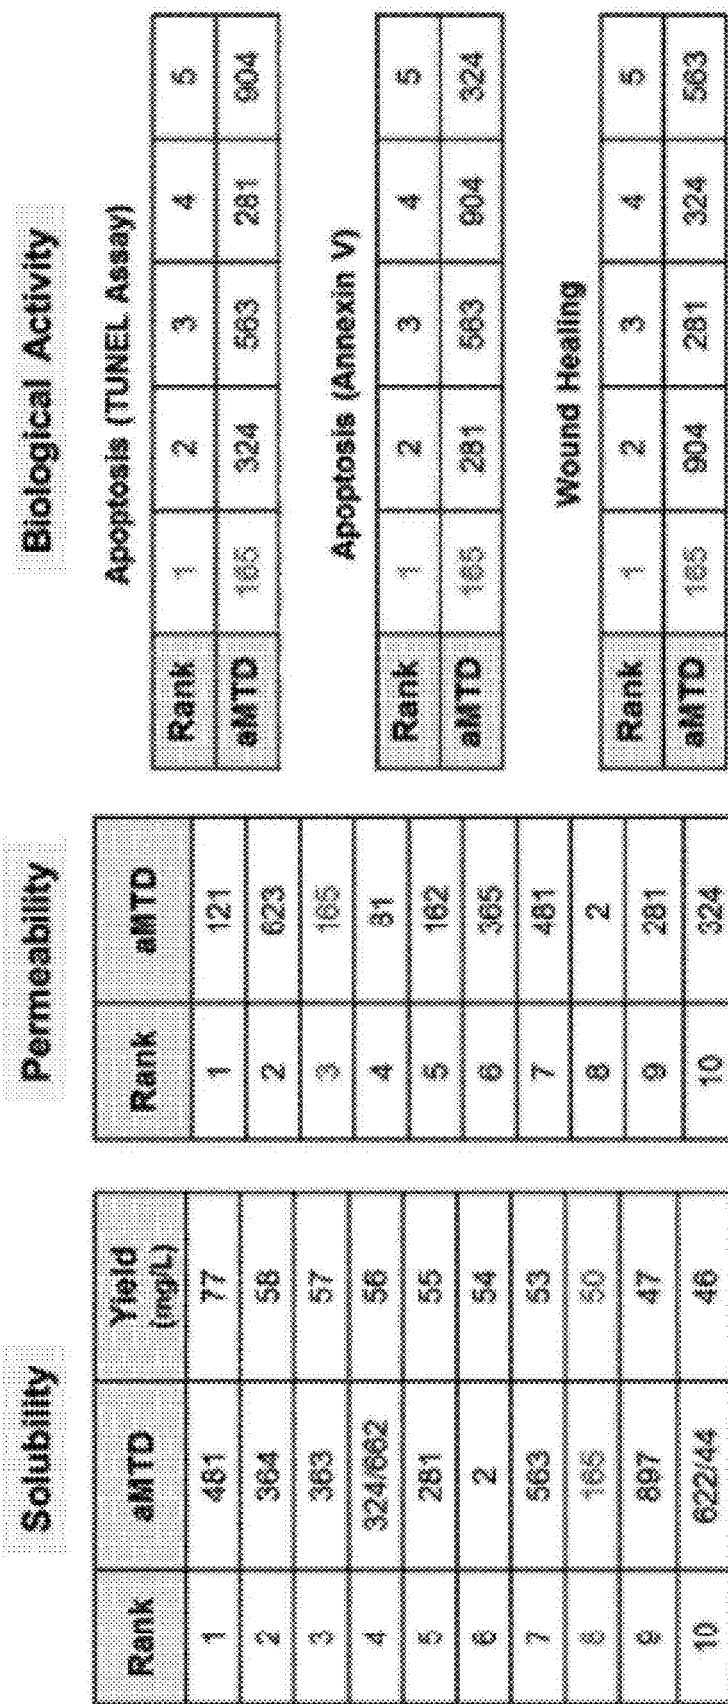 Solubility
Rank aMTD Yield (mg/L)
1 481 77
2 364 58
3 363 57
4 324/662 56
5 281 55
6 2 54
7 563 53
8 165 50
9 897 47
10 622/44 46
Permeability
Rank aMTD
1 121
2 623
3 165
4 81
5 162
6 365
7 481
8 2
9 281
10 324
Biological Activity
Apoptosis (TUNEL Assay)
Rank 1 2 3 4 5
aMTD 165 324 563 281 904
Apoptosis (Annexin V)
Rank 1 2 3 4 5
aMTD 165 281 563 904 324
Wound Healing
Rank 1 2 3 4 5
aMTD 165 904 281 324 563